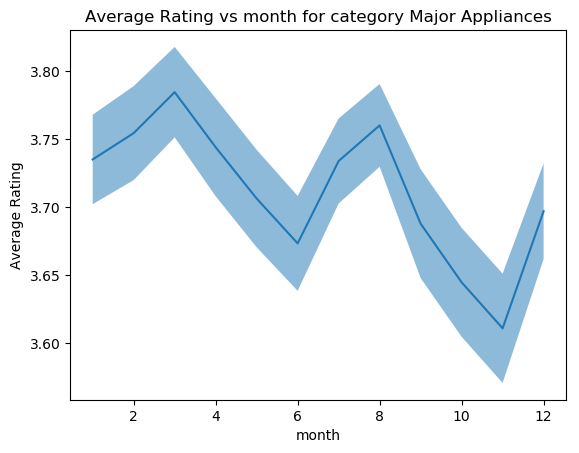 Average Rating vs month for category Major Appliances
3.80
3.75
3.70
3.65
3.60
Average Rating
2 4 6 8 10 12
month